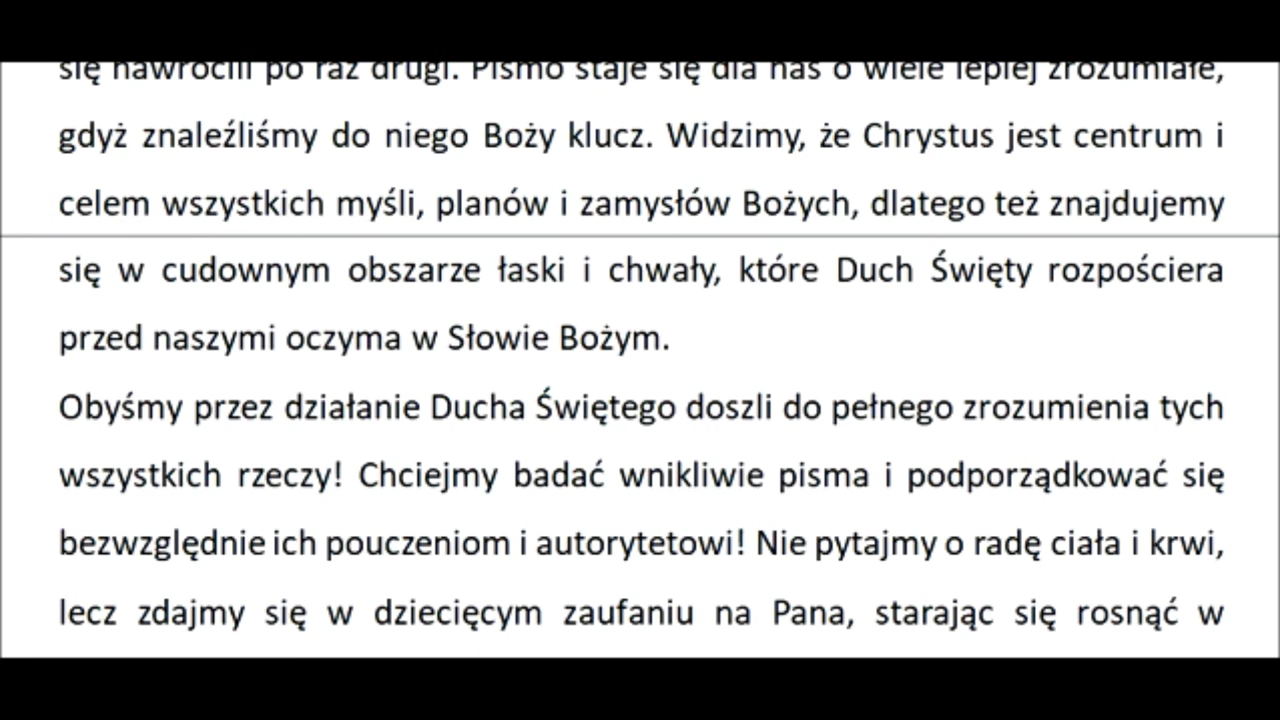 się nawrócili po raz drugi. Pismo staje się dla nas o wiele lepiej zrozumiałe,
gdyż znaleźliśmy do niego Boży klucz. Widzimy, że Chrystus jest centrum i
celem wszystkich myśli, planów i zamysłów Bożych, dlatego też znajdujemy
się w cudownym obszarze łaski i chwały, które Duch Święty rozpościera
przed naszymi oczyma w Słowie Bożym.
Obyśmy przez działanie Ducha Świętego doszli do pełnego zrozumienia tych
wszystkich rzeczy! Chciejmy badać wnikliwie pisma i podporządkować się
bezwzględnie ich pouczeniom i autorytetowi! Nie pytajmy o radę ciała i krwi,
lecz zdajmy się w dziecięcym zaufaniu na Pana, starając się rosnąć w